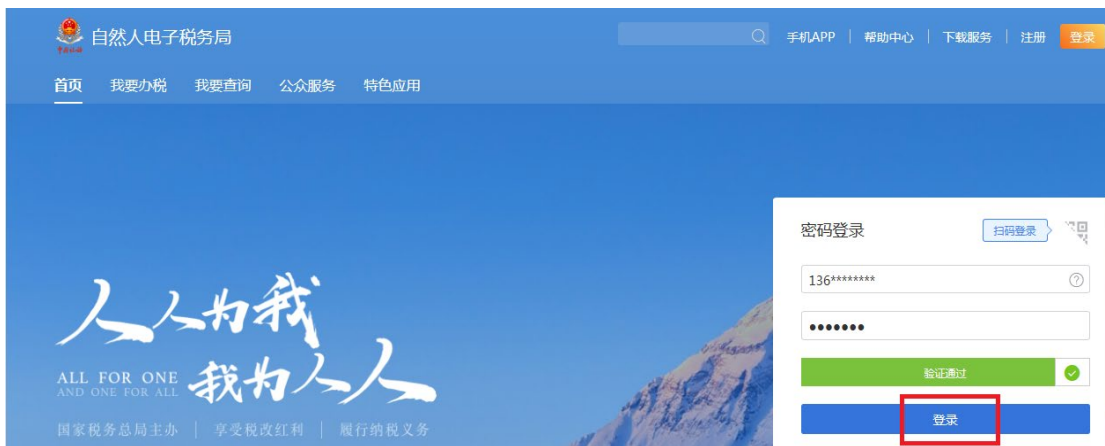 自然人电子税务局
手机APP | 帮助中心 | 下载服务 | 注册 登录
首页 我要办税 我要查询 公众服务 特色应用
密码登录 扫码登录
136********
•••••••
验证通过
登录
人人为我
我为人人
ALL FOR ONE
AND ONE FOR ALL
国家税务总局主办 | 享受税改红利 | 履行纳税义务